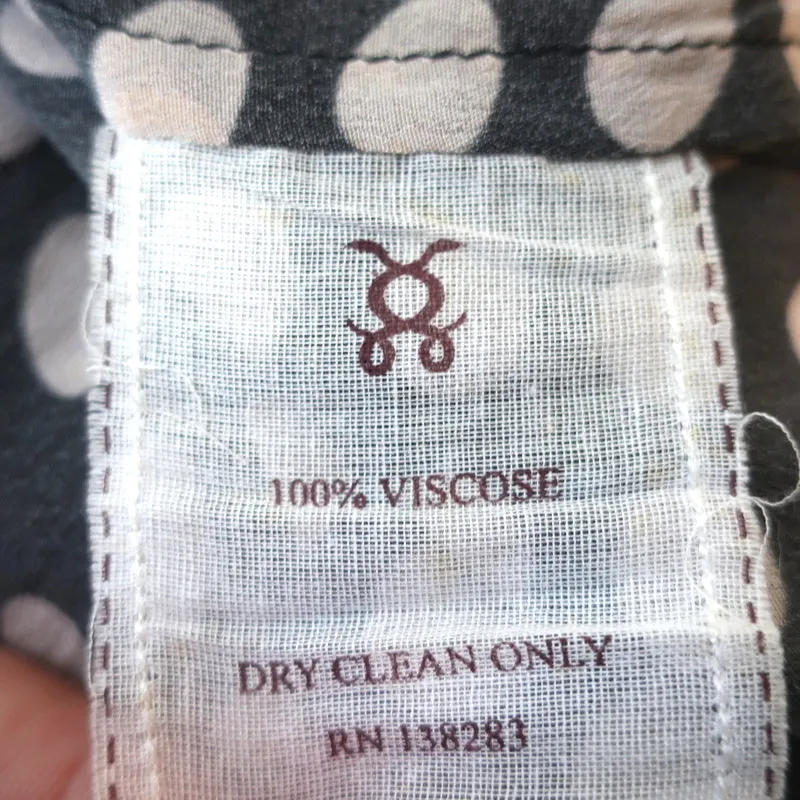 100% VISCOSE
DRY CLEAN ONLY
RN 138283